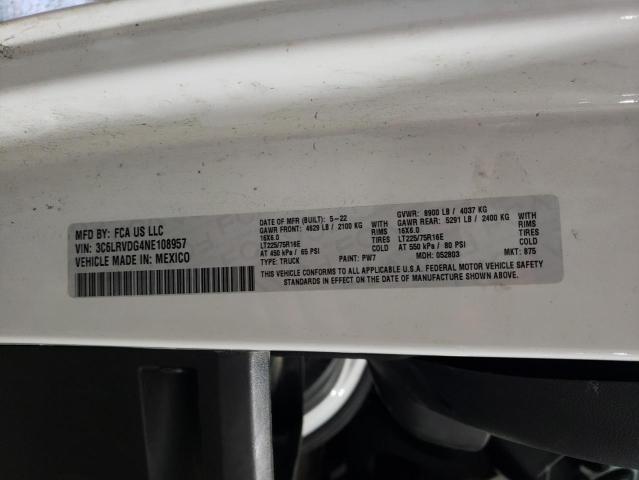 MFD BY: FCA US LLC
VIN: 3C6LRVDG4NE108957
VEHICLE MADE IN: MEXICO
DATE OF MFR (BUILT): 5-22
GAWR FRONT: 4629 LB / 2100 KG
16X6.0 WITH RIMS
LT225/75R16E TIRES
AT 450 kPa / 65 PSI COLD
TYPE: TRUCK PAINT: PW7
GVWR: 8900 LB / 4037 KG
GAWR REAR: 5291 LB / 2400 KG
16X6.0 WITH RIMS
LT225/75R16E TIRES
AT 550 kPa / 80 PSI COLD
MDH: 052803 MKT: 875
THIS VEHICLE CONFORMS TO ALL APPLICABLE U.S.A. FEDERAL MOTOR VEHICLE SAFETY
STANDARDS IN EFFECT ON THE DATE OF MANUFACTURE SHOWN ABOVE.